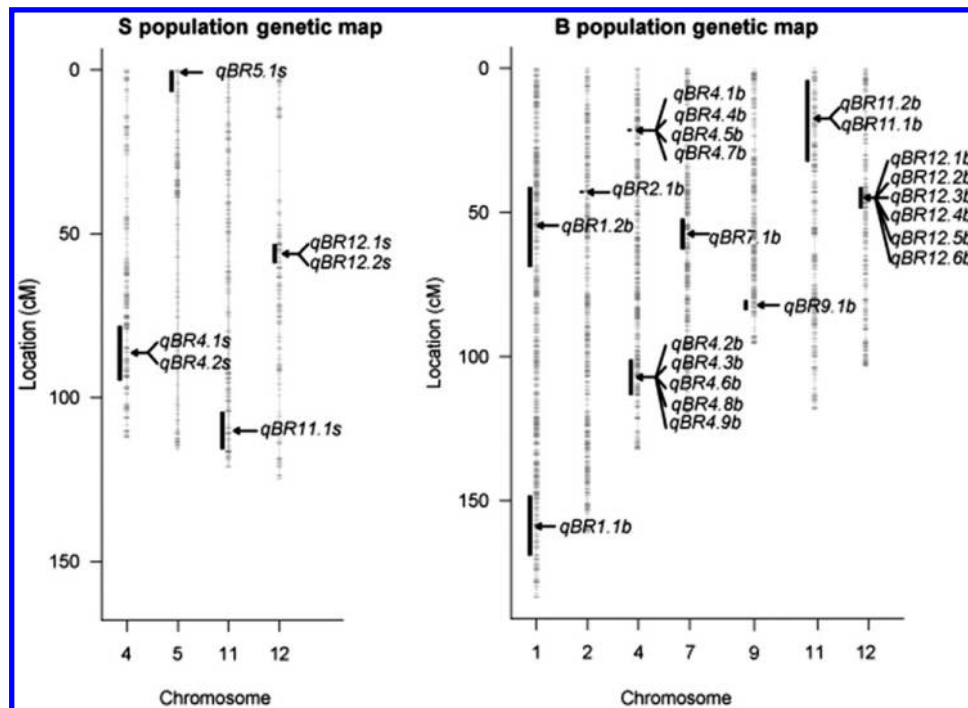 S population genetic map
0
50
100
150
Location (cM)
qBR5.1s
qBR12.1s
qBR12.2s
qBR4.1s
qBR4.2s
qBR11.1s
4 5 11 12
Chromosome
B population genetic map
0
50
100
150
Location (cM)
qBR4.1b
qBR4.4b
qBR4.5b
qBR4.7b
qBR11.2b
qBR11.1b
qBR12.1b
qBR12.2b
qBR12.3b
qBR12.4b
qBR12.5b
qBR12.6b
qBR2.1b
qBR1.2b
qBR7.1b
qBR9.1b
qBR4.2b
qBR4.3b
qBR4.6b
qBR4.8b
qBR4.9b
qBR1.1b
1 2 4 7 9 11 12
Chromosome